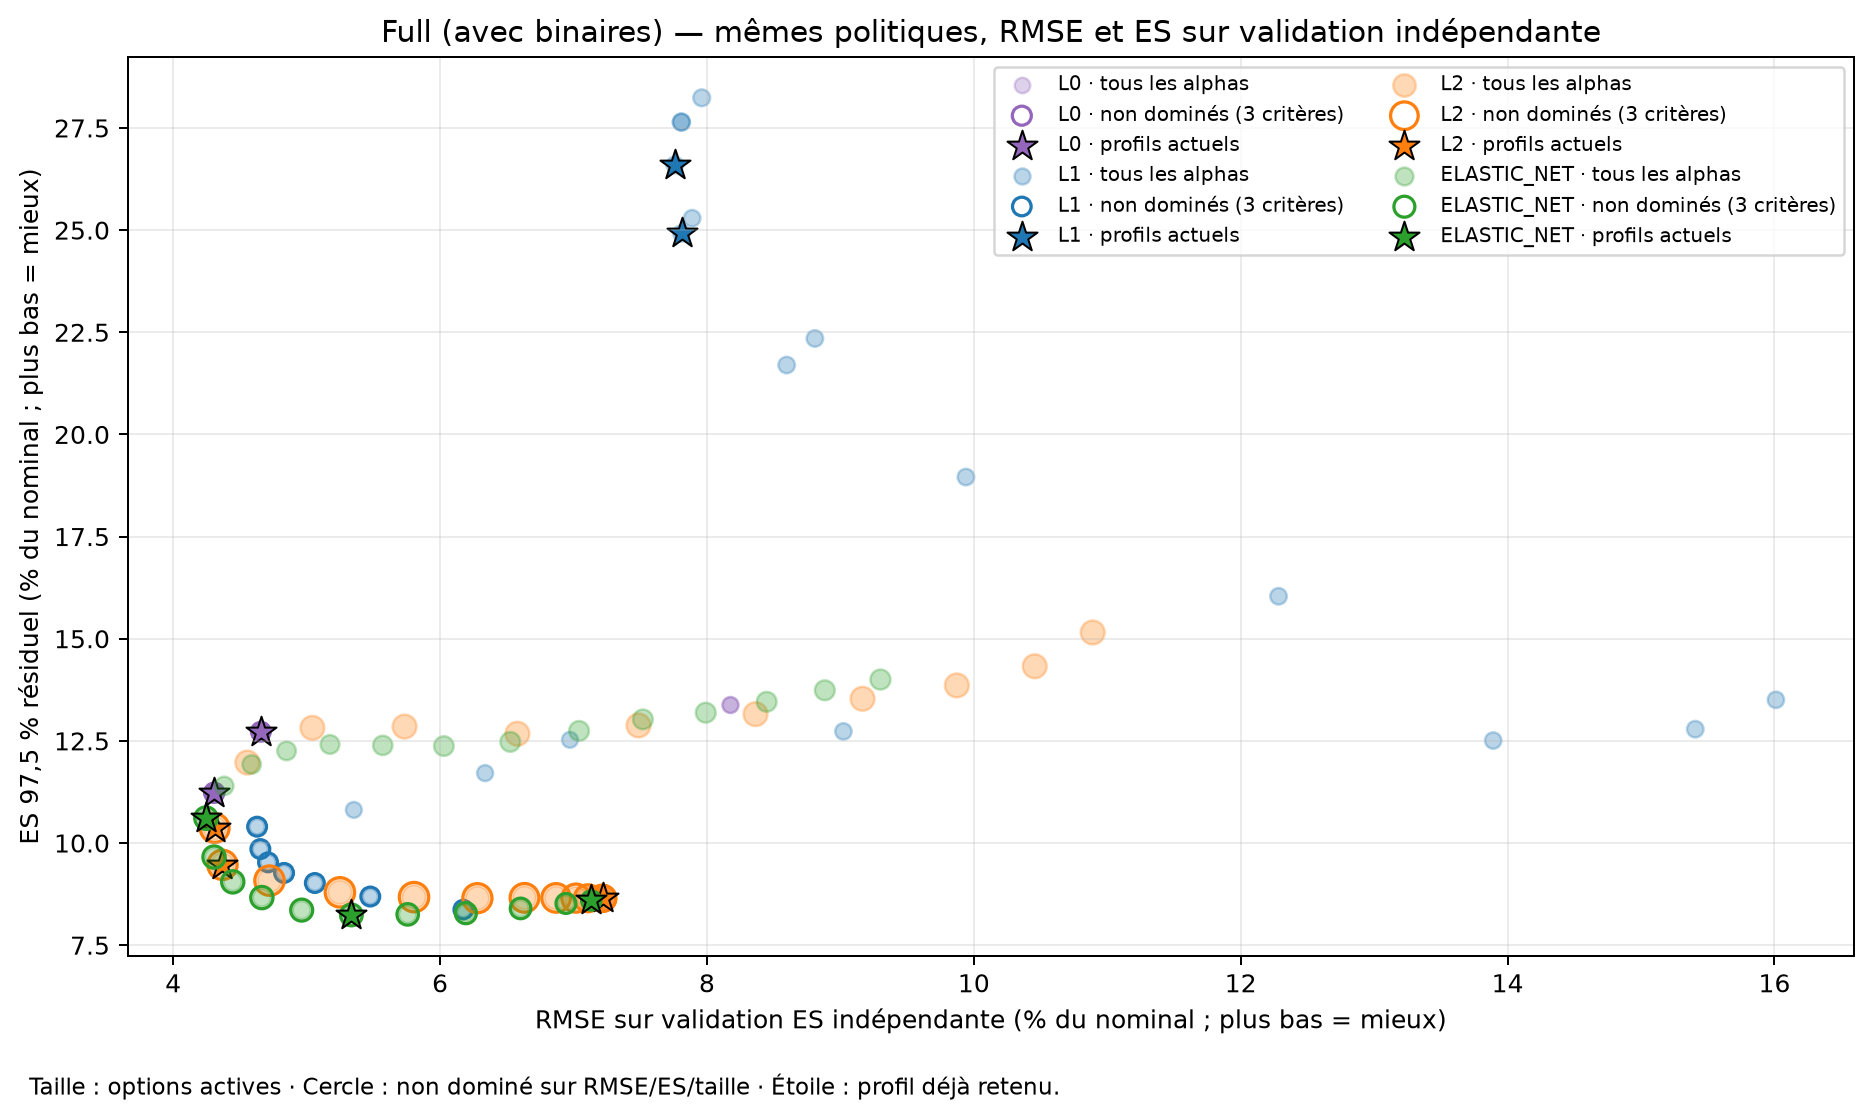 Full (avec binaires) — mêmes politiques, RMSE et ES sur validation indépendante
ES 97,5 % résiduel (% du nominal ; plus bas = mieux)
27.5
25.0
22.5
20.0
17.5
15.0
12.5
10.0
7.5
L0 · tous les alphas
L0 · non dominés (3 critères)
L0 · profils actuels
L1 · tous les alphas
L1 · non dominés (3 critères)
L1 · profils actuels
L2 · tous les alphas
L2 · non dominés (3 critères)
L2 · profils actuels
ELASTIC_NET · tous les alphas
ELASTIC_NET · non dominés (3 critères)
ELASTIC_NET · profils actuels
4 6 8 10 12 14 16
RMSE sur validation ES indépendante (% du nominal ; plus bas = mieux)
Taille : options actives · Cercle : non dominé sur RMSE/ES/taille · Étoile : profil déjà retenu.